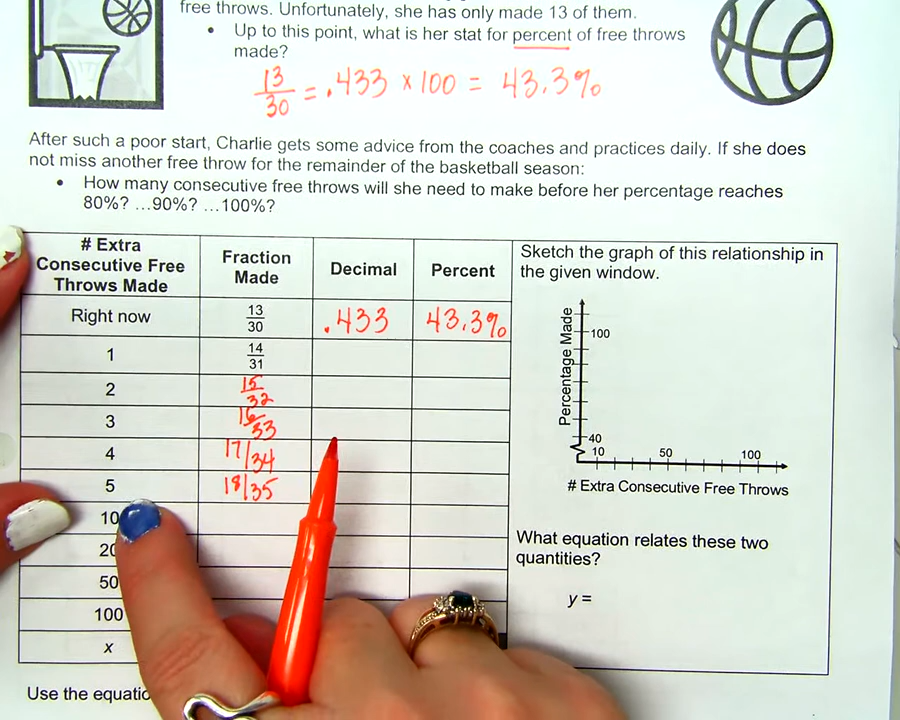 free throws. Unfortunately, she has only made 13 of them.
• Up to this point, what is her stat for percent of free throws
made?
13/30 = .433 × 100 = 43.3%
After such a poor start, Charlie gets some advice from the coaches and practices daily. If she does
not miss another free throw for the remainder of the basketball season:
• How many consecutive free throws will she need to make before her percentage reaches
80%? ...90%? ...100%?
# Extra Consecutive Free Throws Made Fraction Made Decimal Percent
Right now 13/30 .433 43.3%
1 14/31
2 15/32
3 16/33
4 17/34
5 18/35
10
20
50
100
x
Sketch the graph of this relationship in
the given window.
Percentage Made
100
40
10 50 100
# Extra Consecutive Free Throws
What equation relates these two
quantities?
y =
Use the